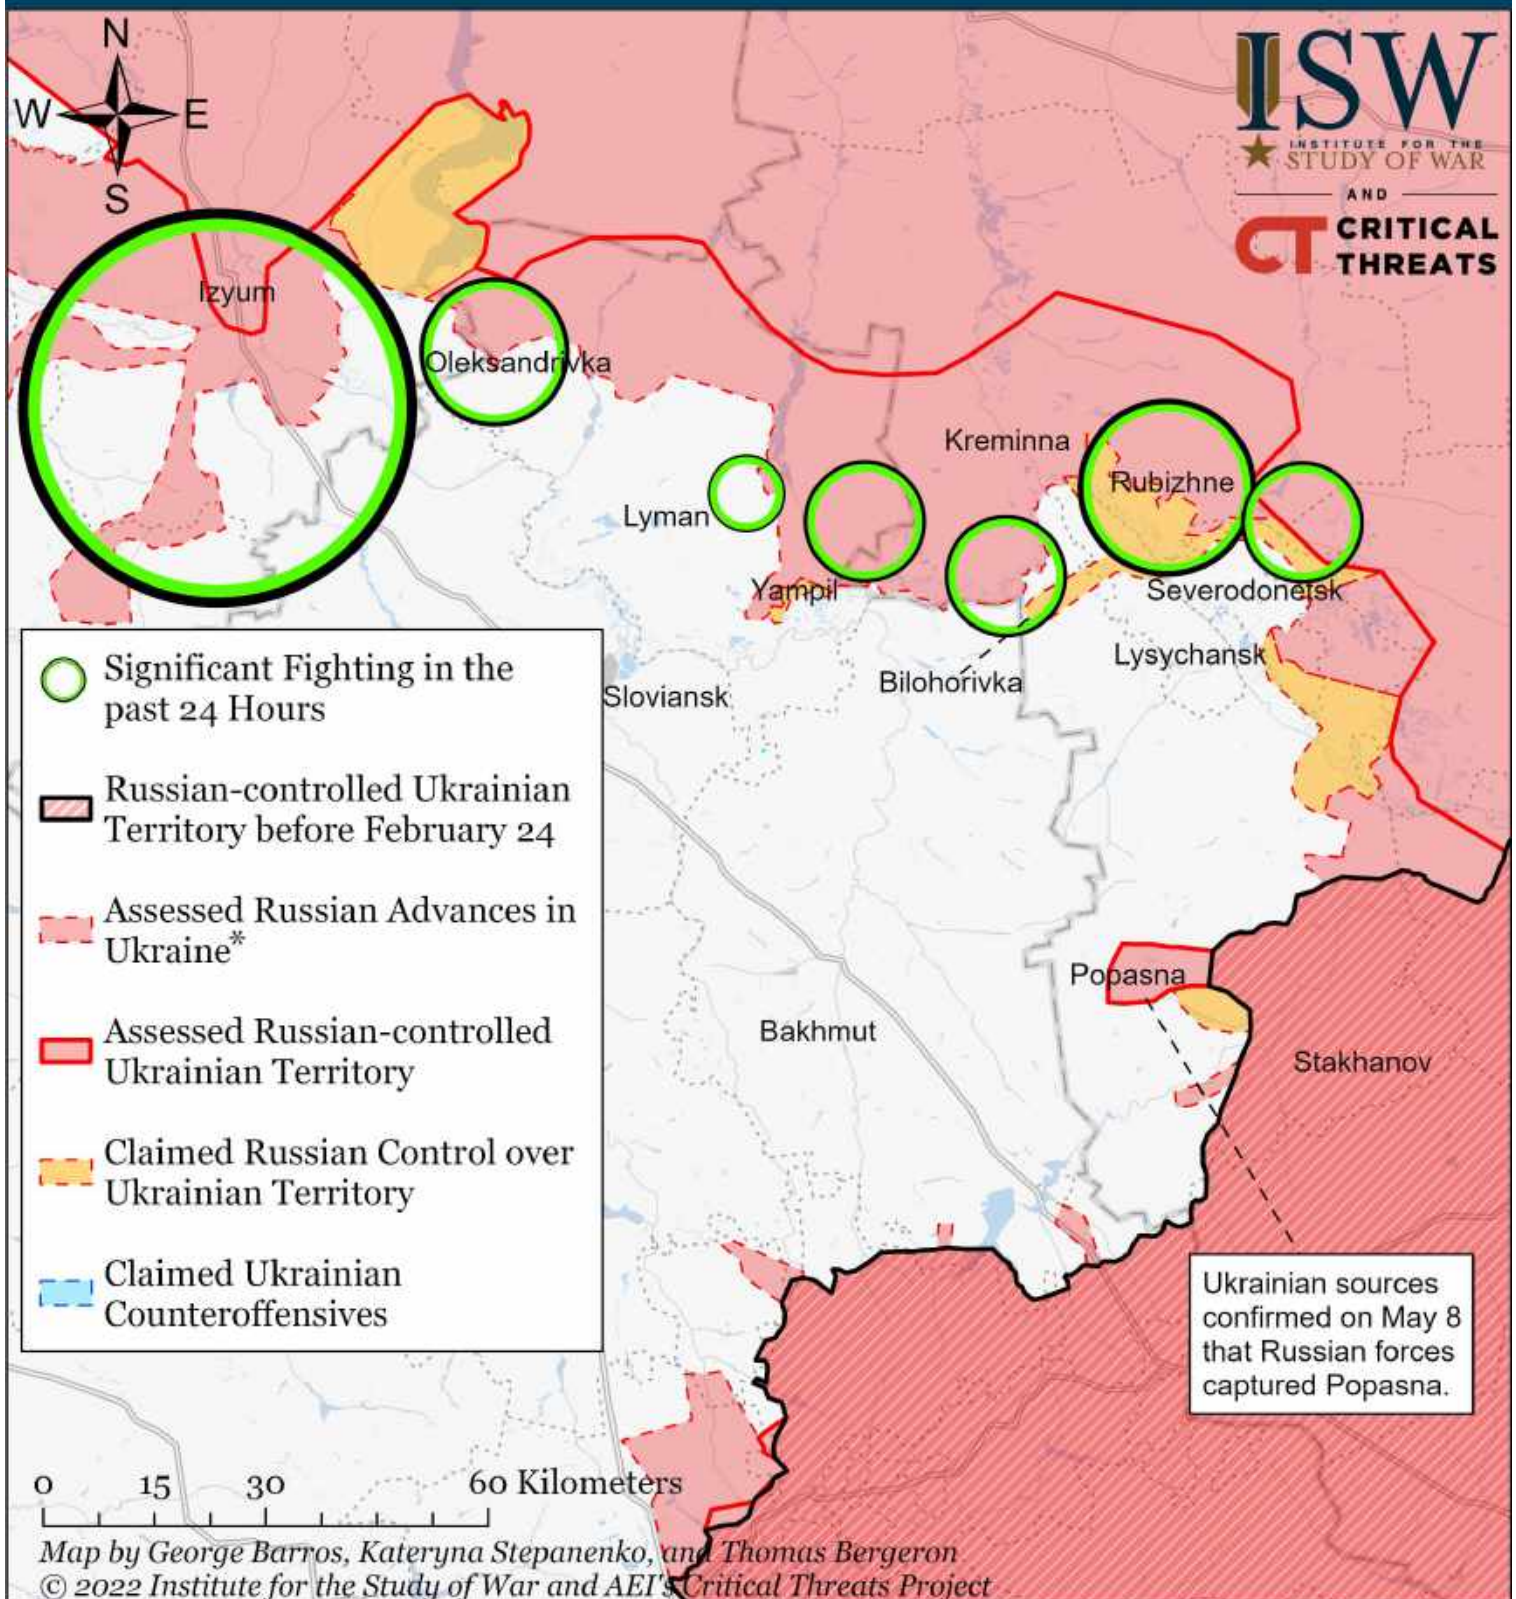 N
W
E
S
ISW
INSTITUTE FOR THE
STUDY OF WAR
AND
CT CRITICAL
THREATS
Izyum
Oleksandrivka
Kreminna
Rubizhne
Lyman
Yampil
Severodonetsk
Lysychansk
Bilohorivka
Sloviansk
Significant Fighting in the
past 24 Hours
Russian-controlled Ukrainian
Territory before February 24
Assessed Russian Advances in
Ukraine*
Assessed Russian-controlled
Ukrainian Territory
Claimed Russian Control over
Ukrainian Territory
Claimed Ukrainian
Counteroffensives
Popasna
Bakhmut
Stakhanov
Ukrainian sources
confirmed on May 8
that Russian forces
captured Popasna.
0 15 30 60 Kilometers
Map by George Barros, Kateryna Stepanenko, and Thomas Bergeron
© 2022 Institute for the Study of War and AEI's Critical Threats Project